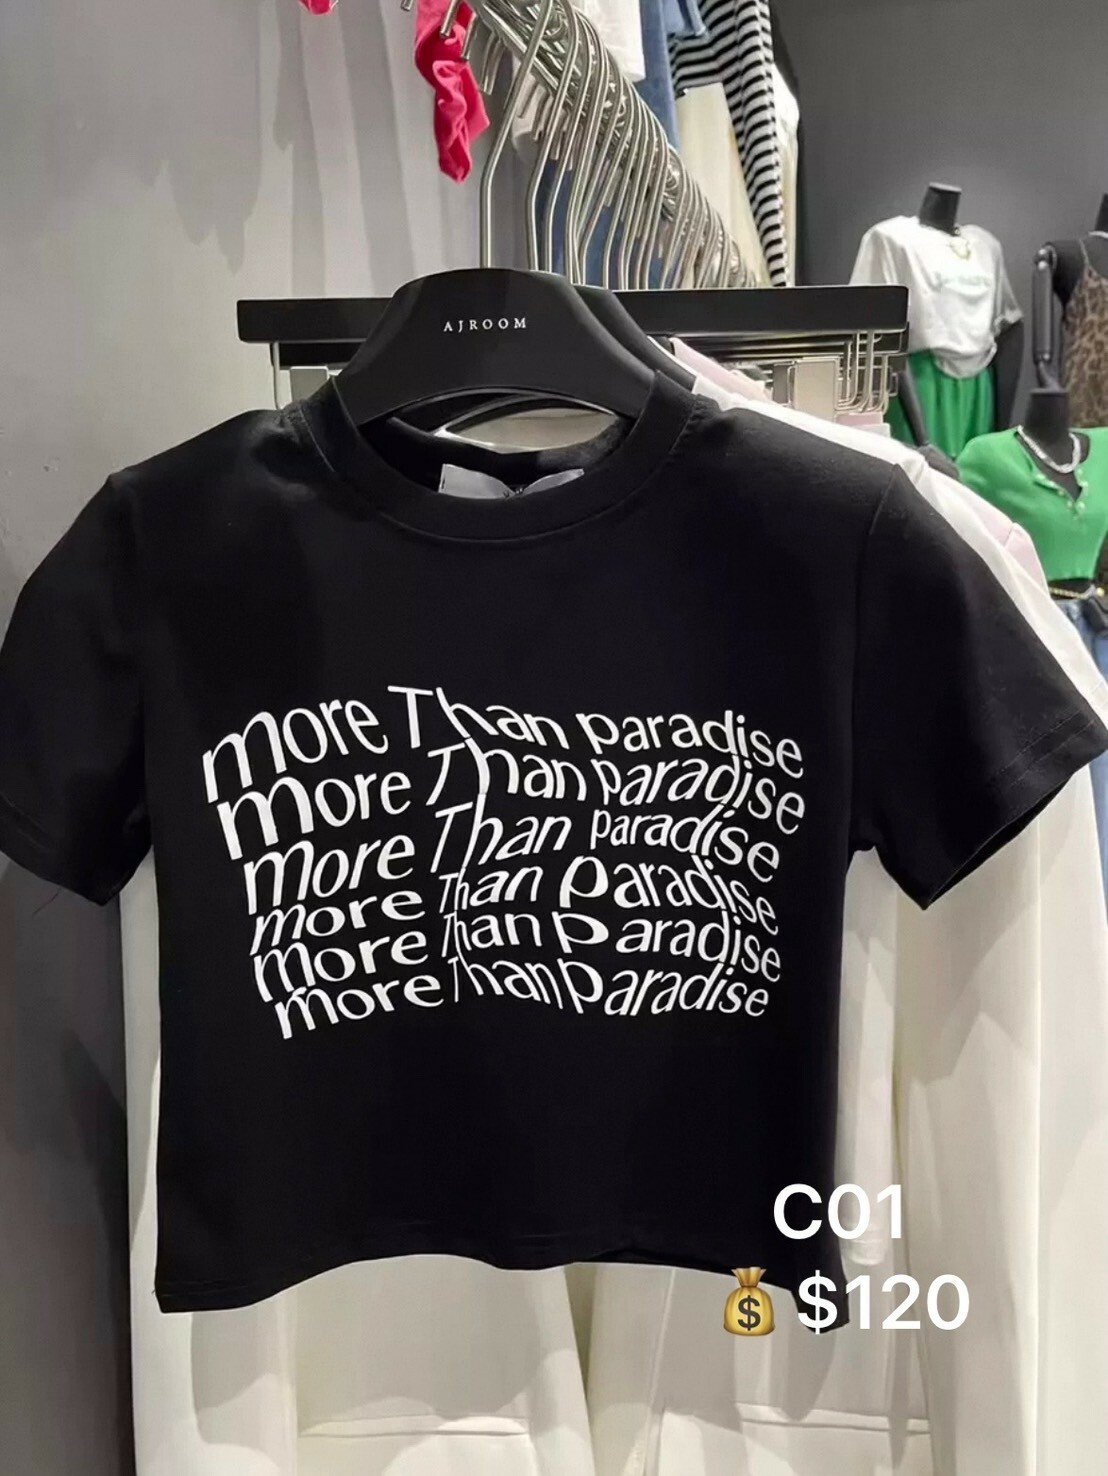 AJROOM
more Than paradise
More Than paradise
More Than paradise
more Than Paradise
More Than Paradise
More Than Paradise
C01
💰 $120